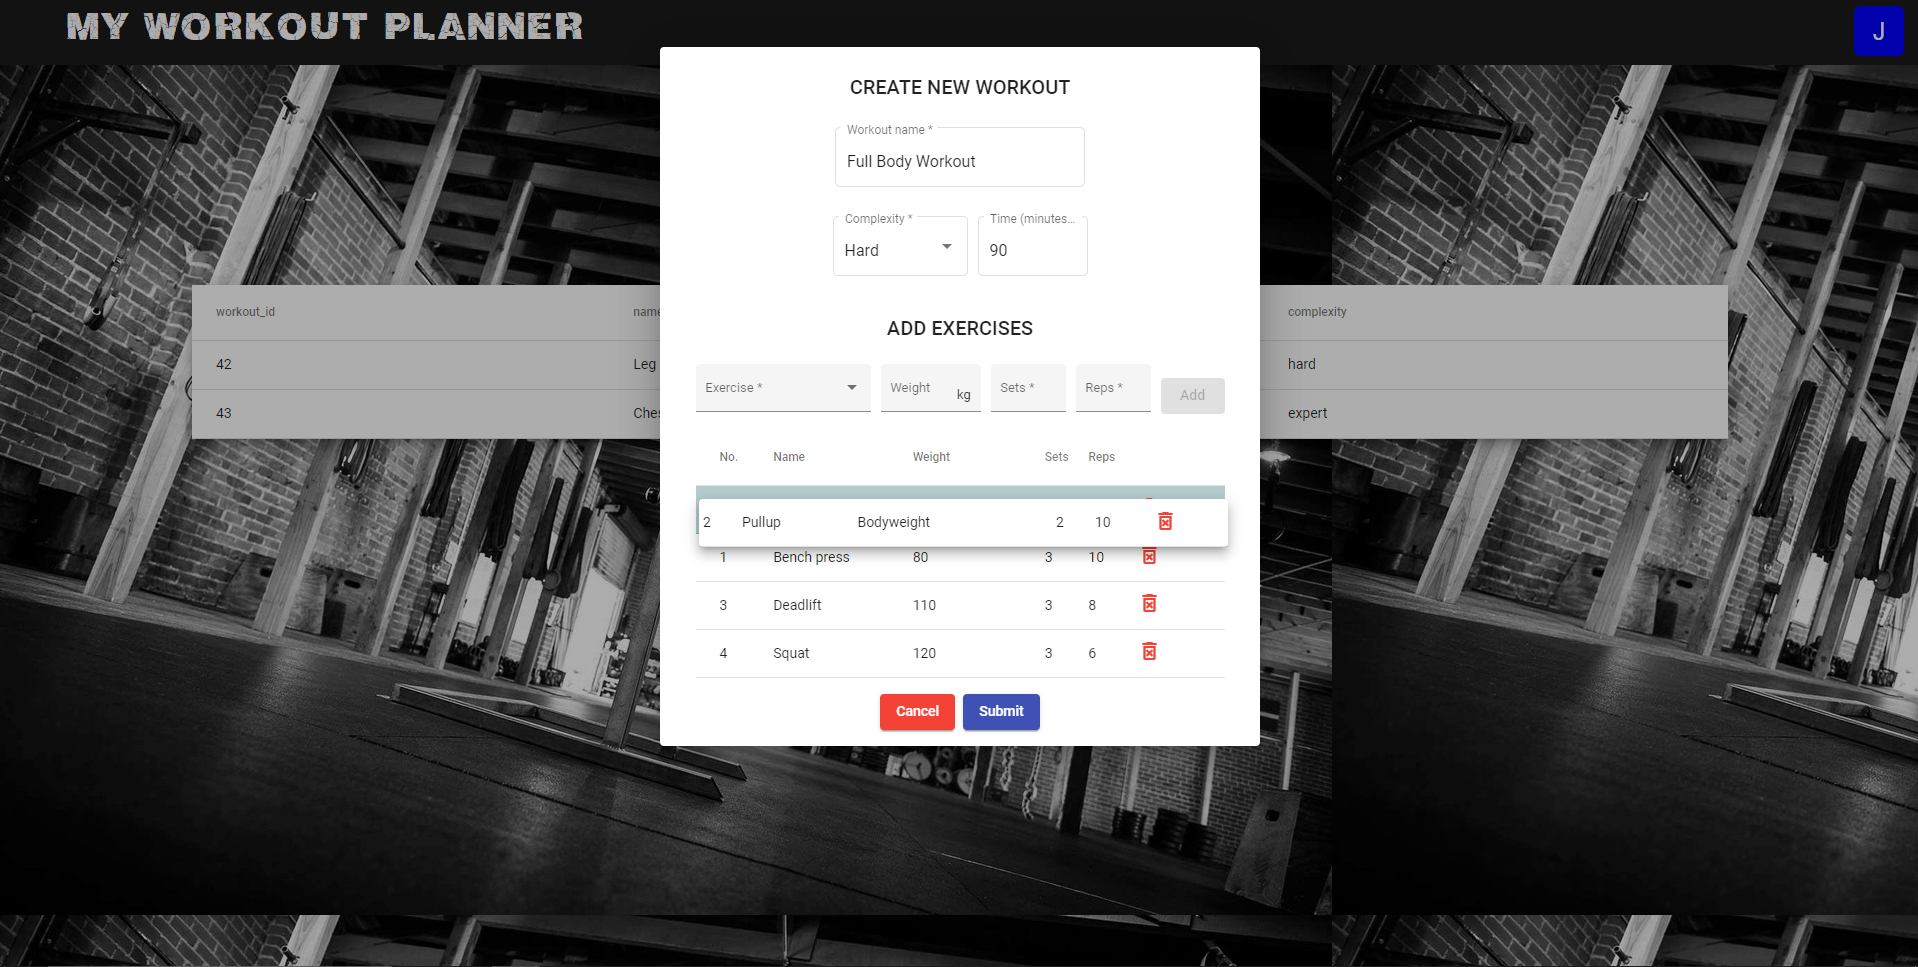 MY WORKOUT PLANNER
J
CREATE NEW WORKOUT
Workout name *
Full Body Workout
Complexity *
Hard
Time (minutes...
90
workout_id
name
complexity
42
Leg
hard
43
Ches
expert
ADD EXERCISES
Exercise *
Weight
kg
Sets *
Reps *
Add
No. Name Weight Sets Reps
2 Pullup Bodyweight 2 10
1 Bench press 80 3 10
3 Deadlift 110 3 8
4 Squat 120 3 6
Cancel
Submit